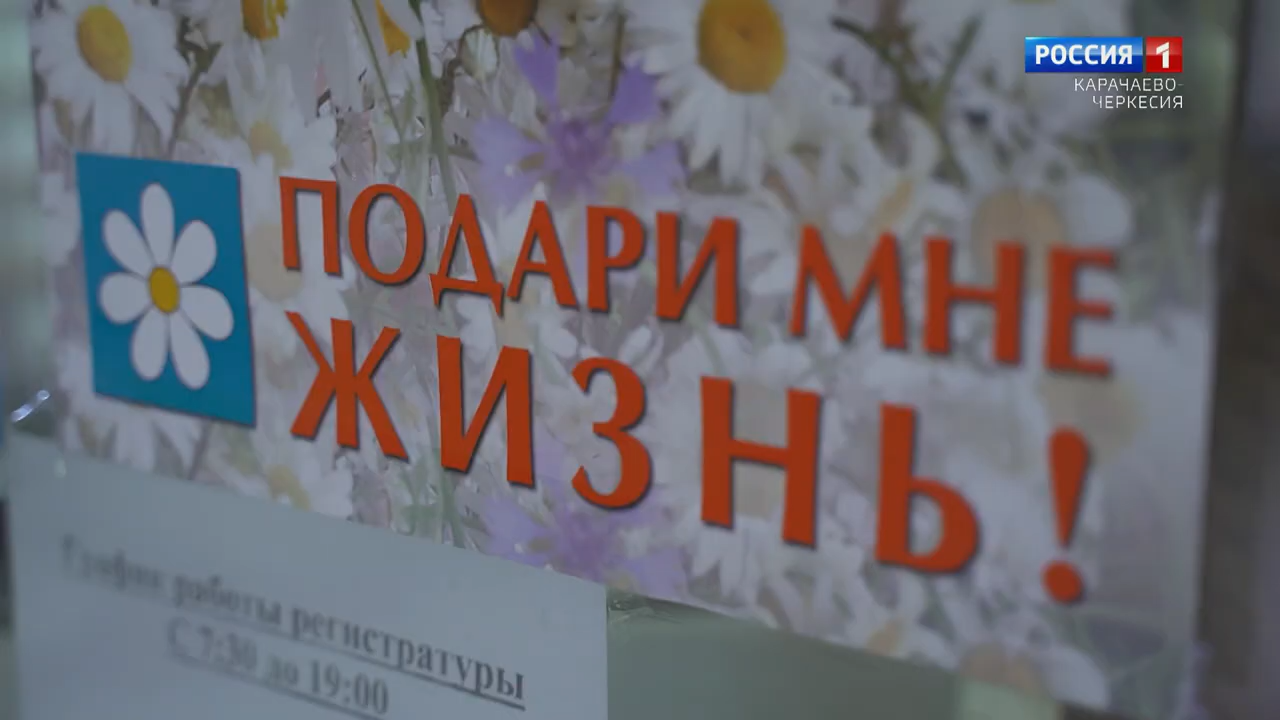 РОССИЯ 1
КАРАЧАЕВО-
ЧЕРКЕСИЯ
ПОДАРИ МНЕ
ЖИЗНЬ!
График работы регистратуры
С 7:30 до 19:00